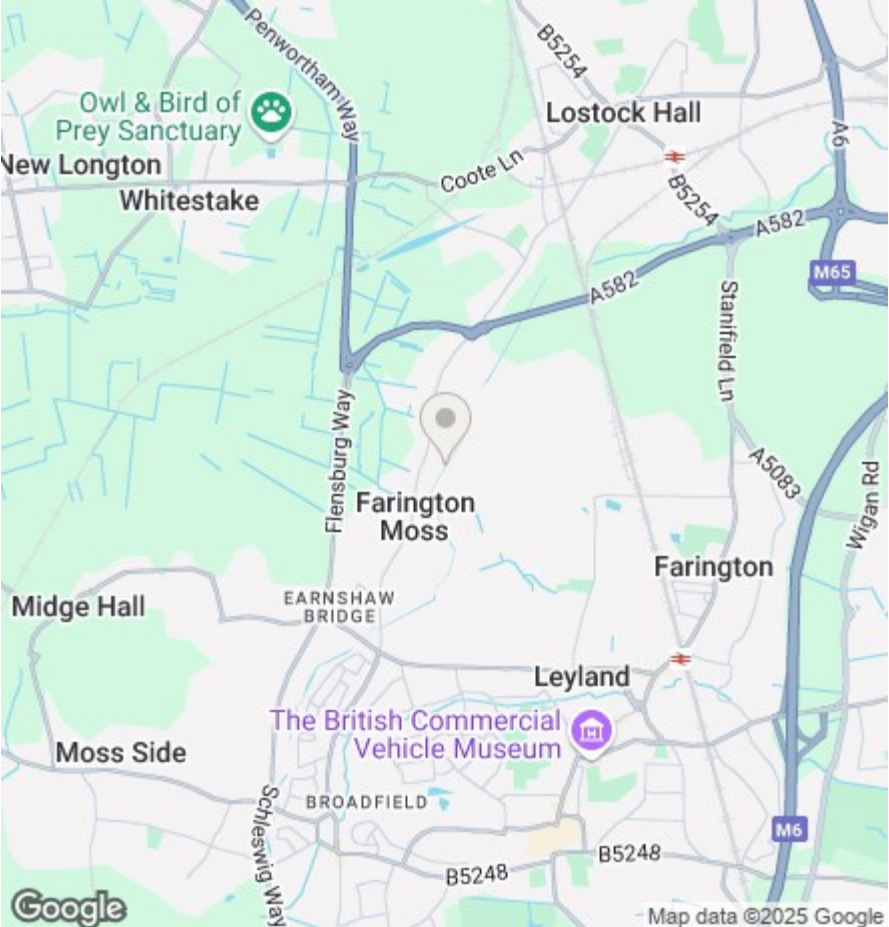 Penwortham Way
B5254
Owl & Bird of
Prey Sanctuary
Lostock Hall
A6
New Longton
Coote Ln
Whitestake
B5254
A582
M65
A582
Stanifield Ln
Flensburg Way
A5083
Wigan Rd
Farington
Moss
Farington
EARNSHAW
BRIDGE
Midge Hall
Leyland
The British Commercial
Vehicle Museum
Moss Side
Schleswig Way
BROADFIELD
M6
B5248
B5248
Google
Map data ©2025 Google